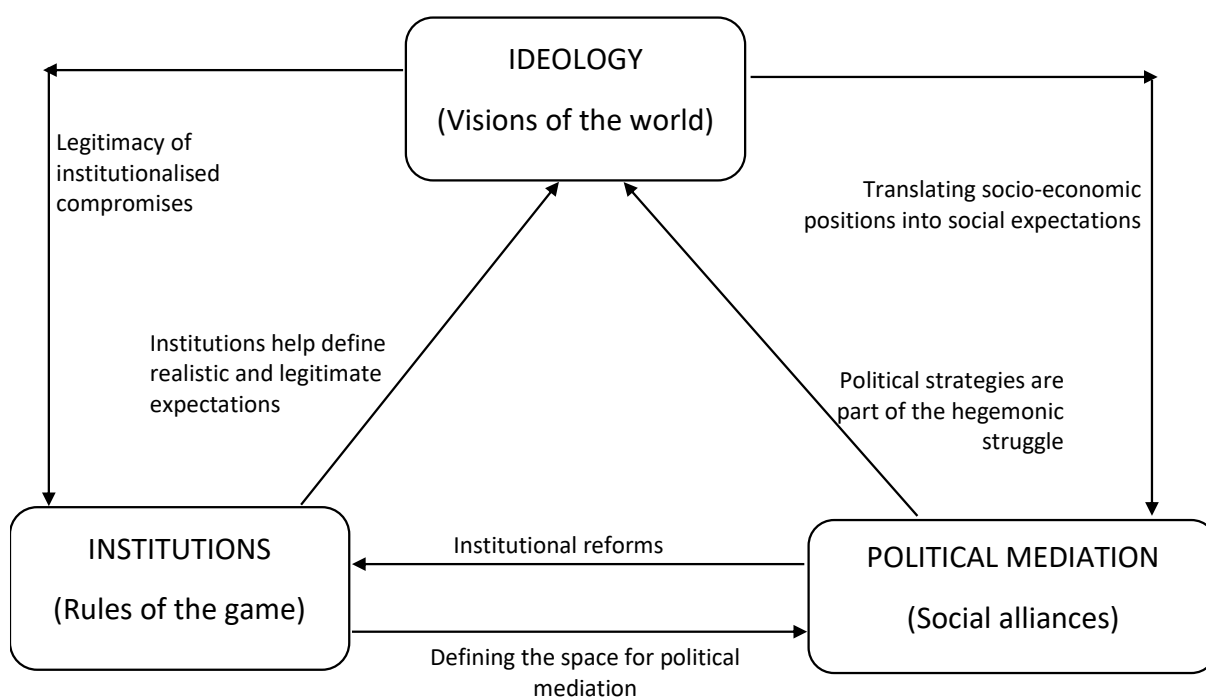 IDEOLOGY
(Visions of the world)
Legitimacy of
institutionalised
compromises
Translating socio-economic
positions into social expectations
Institutions help define
realistic and legitimate
expectations
Political strategies are
part of the hegemonic
struggle
INSTITUTIONS
(Rules of the game)
Institutional reforms
POLITICAL MEDIATION
(Social alliances)
Defining the space for political
mediation